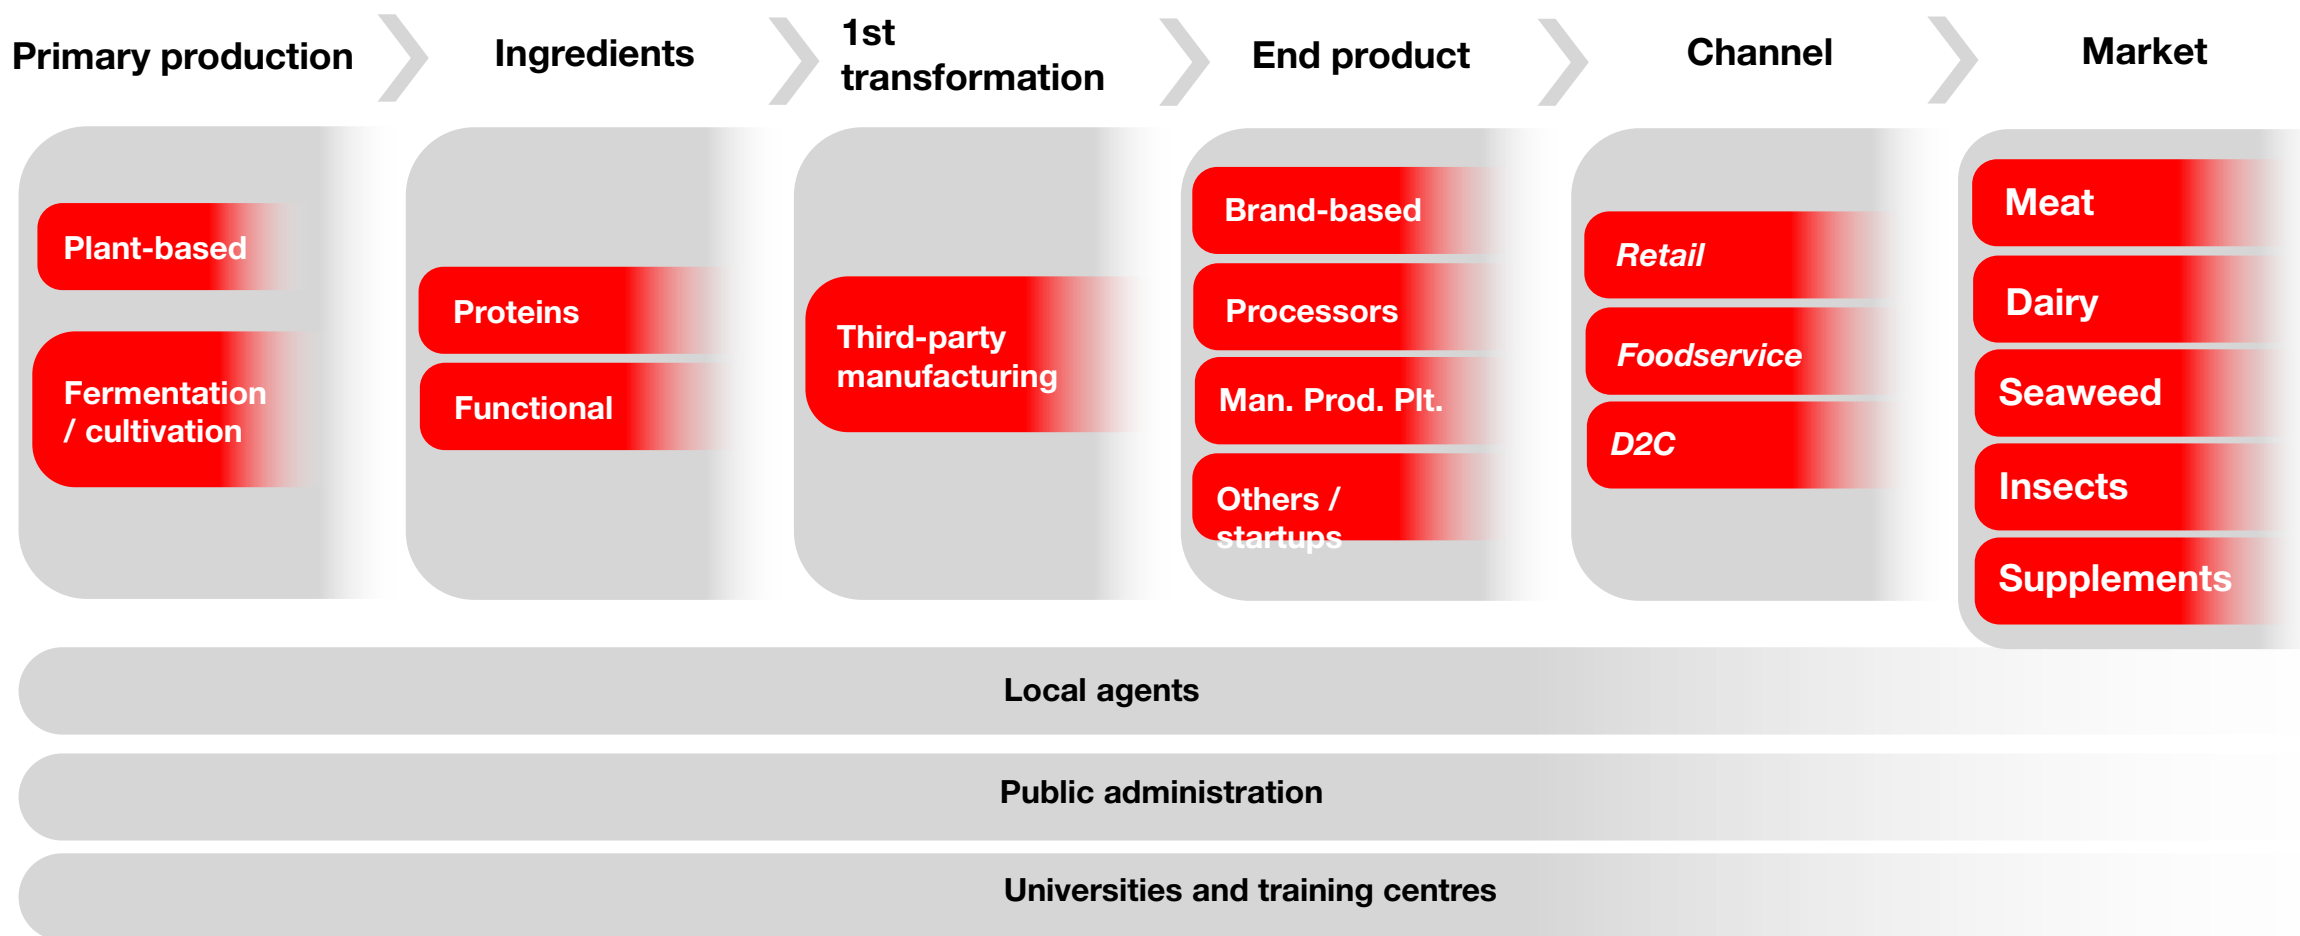 Primary production
Ingredients
1st
transformation
End product
Channel
Market
Plant-based
Fermentation
/ cultivation
Proteins
Functional
Third-party
manufacturing
Brand-based
Processors
Man. Prod. Plt.
Others /
startups
Retail
Foodservice
D2C
Meat
Dairy
Seaweed
Insects
Supplements
Local agents
Public administration
Universities and training centres